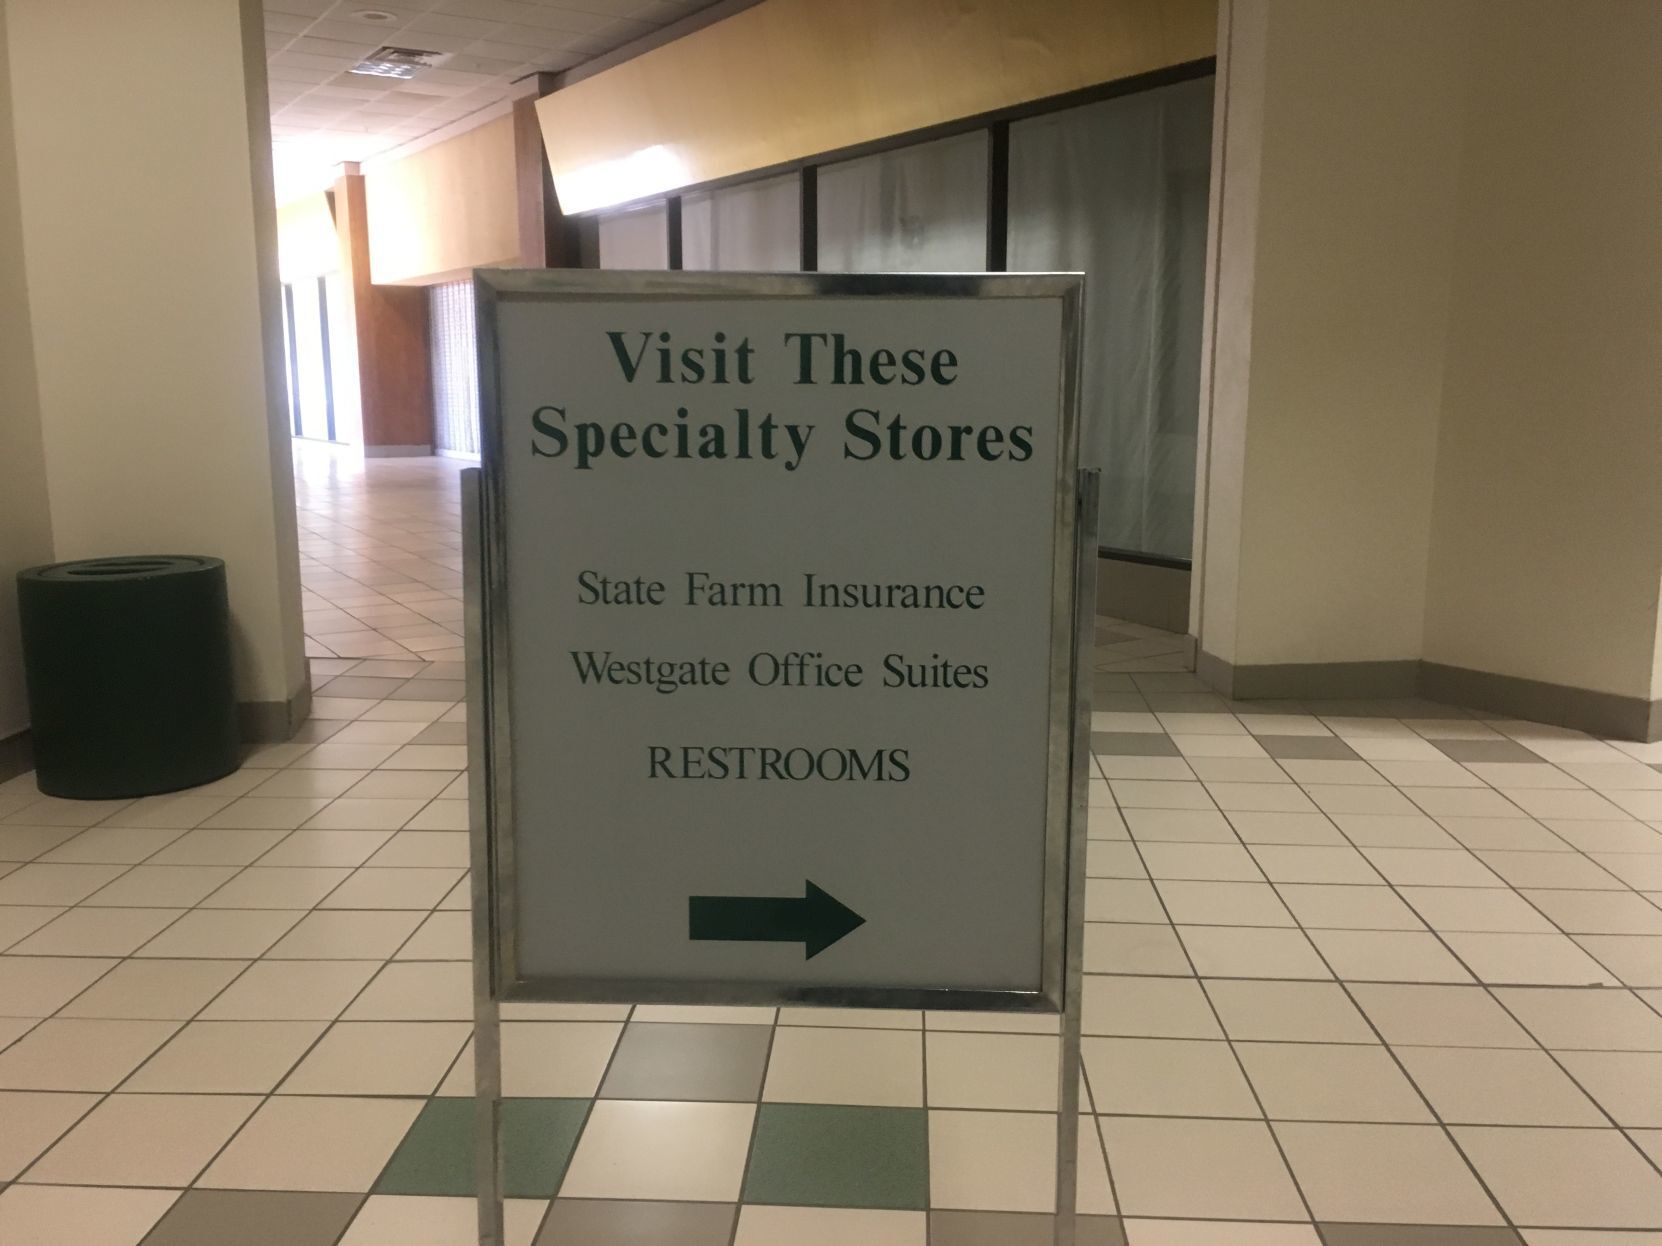 Visit These
Specialty Stores
State Farm Insurance
Westgate Office Suites
RESTROOMS